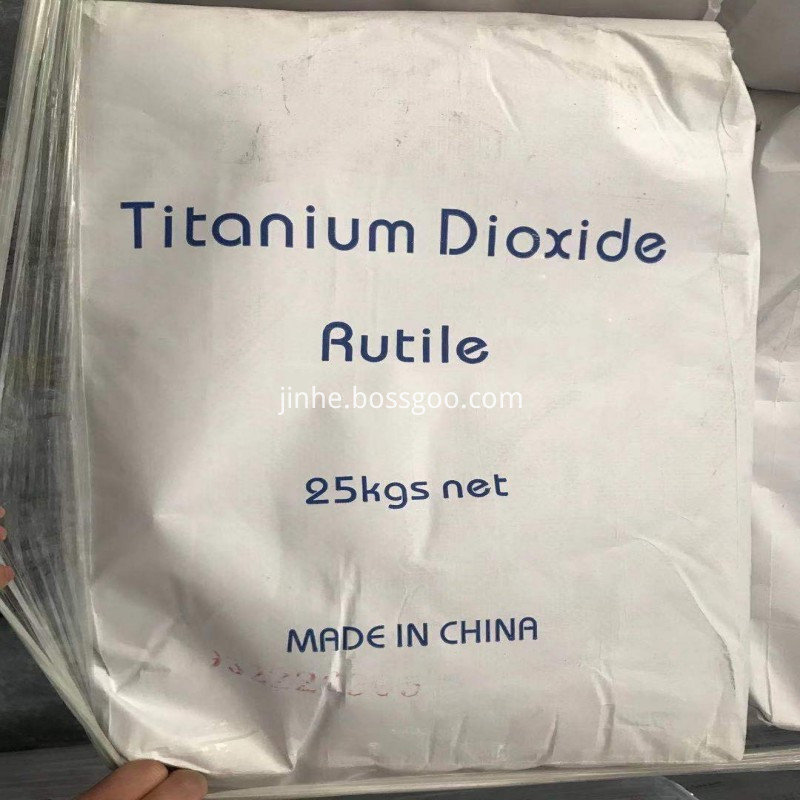 Titanium Dioxide
Rutile
jinhe.bossgoo.com
25kgs net
MADE IN CHINA